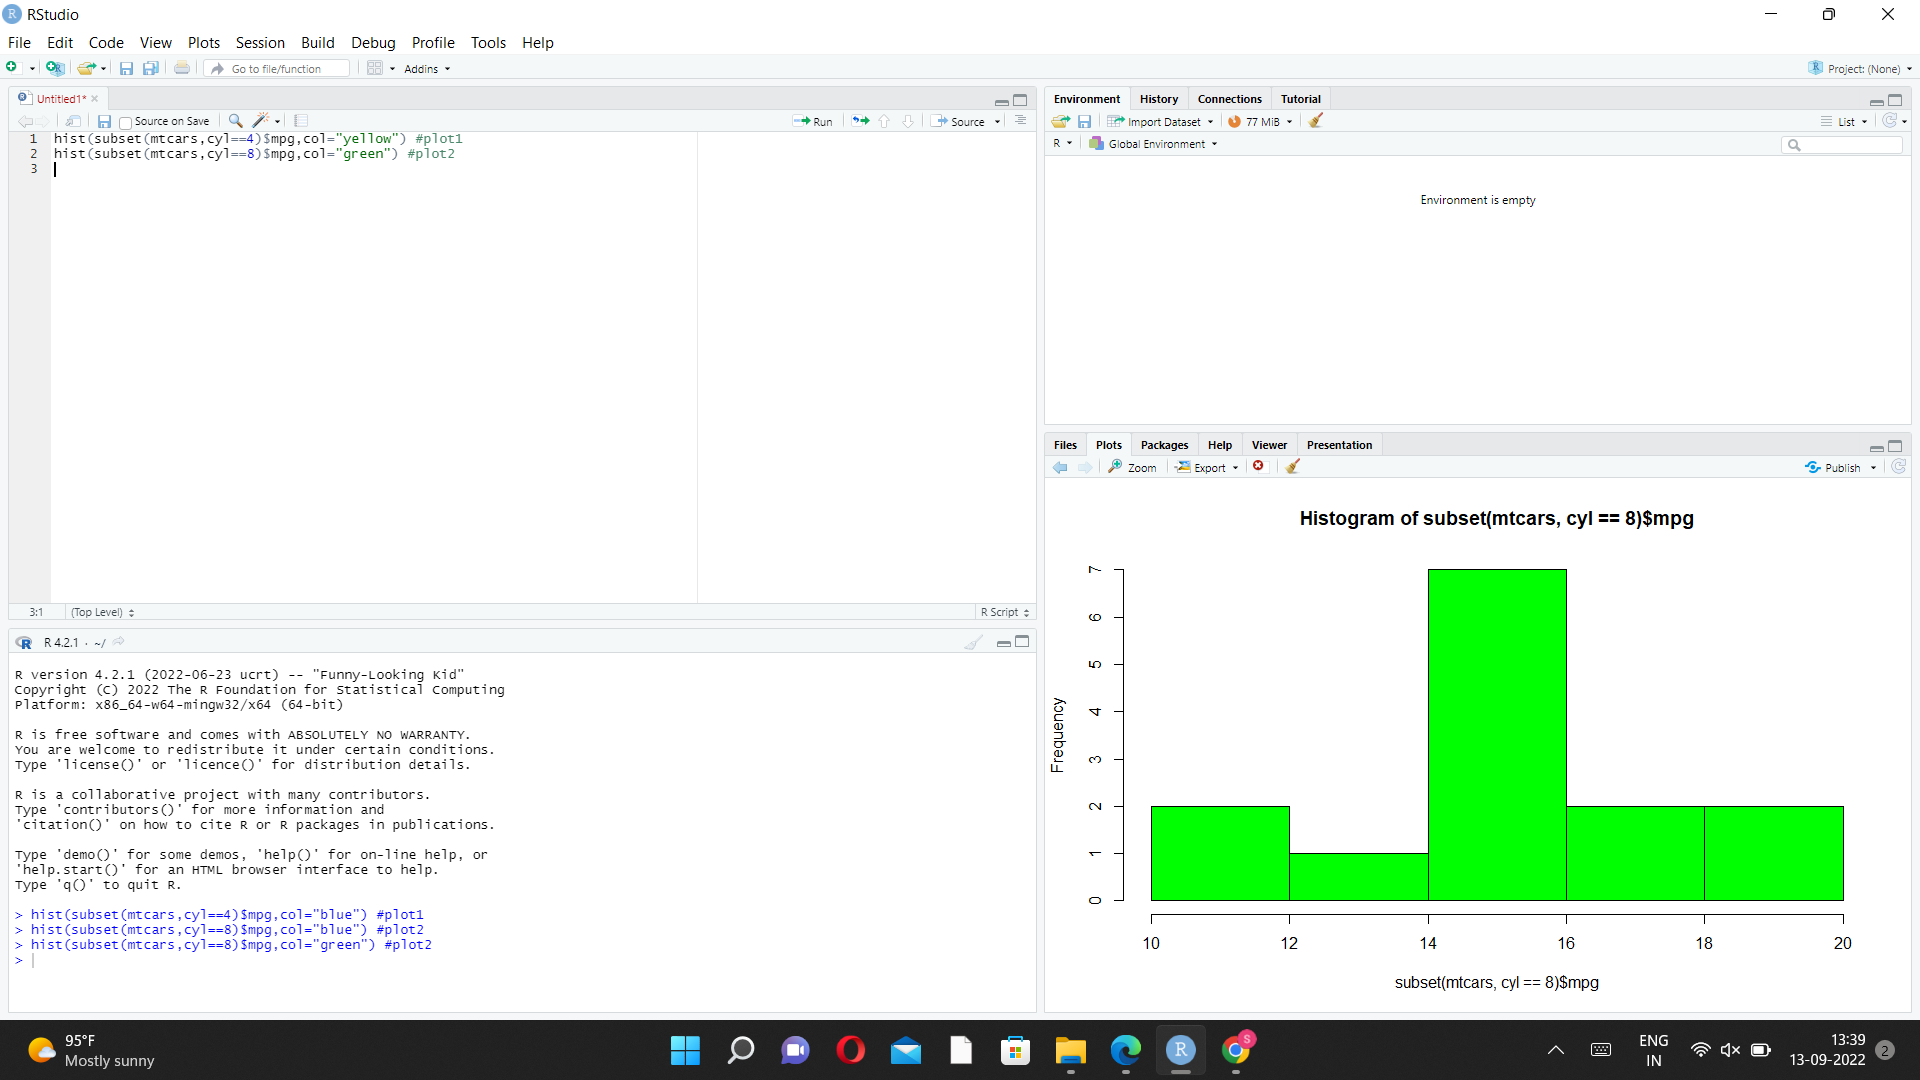 RStudio
File Edit Code View Plots Session Build Debug Profile Tools Help
Go to file/function Addins Project: (None)
Untitled1*
Source on Save Run Source
1 hist(subset(mtcars,cyl==4)$mpg,col="yellow") #plot1
2 hist(subset(mtcars,cyl==8)$mpg,col="green") #plot2
3
3:1 (Top Level) R Script
R 4.2.1 · ~/
R version 4.2.1 (2022-06-23 ucrt) -- "Funny-Looking Kid"
Copyright (C) 2022 The R Foundation for Statistical Computing
Platform: x86_64-w64-mingw32/x64 (64-bit)
R is free software and comes with ABSOLUTELY NO WARRANTY.
You are welcome to redistribute it under certain conditions.
Type 'license()' or 'licence()' for distribution details.
R is a collaborative project with many contributors.
Type 'contributors()' for more information and
'citation()' on how to cite R or R packages in publications.
Type 'demo()' for some demos, 'help()' for on-line help, or
'help.start()' for an HTML browser interface to help.
Type 'q()' to quit R.
> hist(subset(mtcars,cyl==4)$mpg,col="blue") #plot1
> hist(subset(mtcars,cyl==8)$mpg,col="blue") #plot2
> hist(subset(mtcars,cyl==8)$mpg,col="green") #plot2
>
Environment History Connections Tutorial
Import Dataset 77 MiB List
R Global Environment
Environment is empty
Files Plots Packages Help Viewer Presentation
Zoom Export Publish
Histogram of subset(mtcars, cyl == 8)$mpg
Frequency
7
6
5
4
3
2
1
0
10 12 14 16 18 20
subset(mtcars, cyl == 8)$mpg
95°F
Mostly sunny
R
S
ENG
IN
13:39
13-09-2022
2